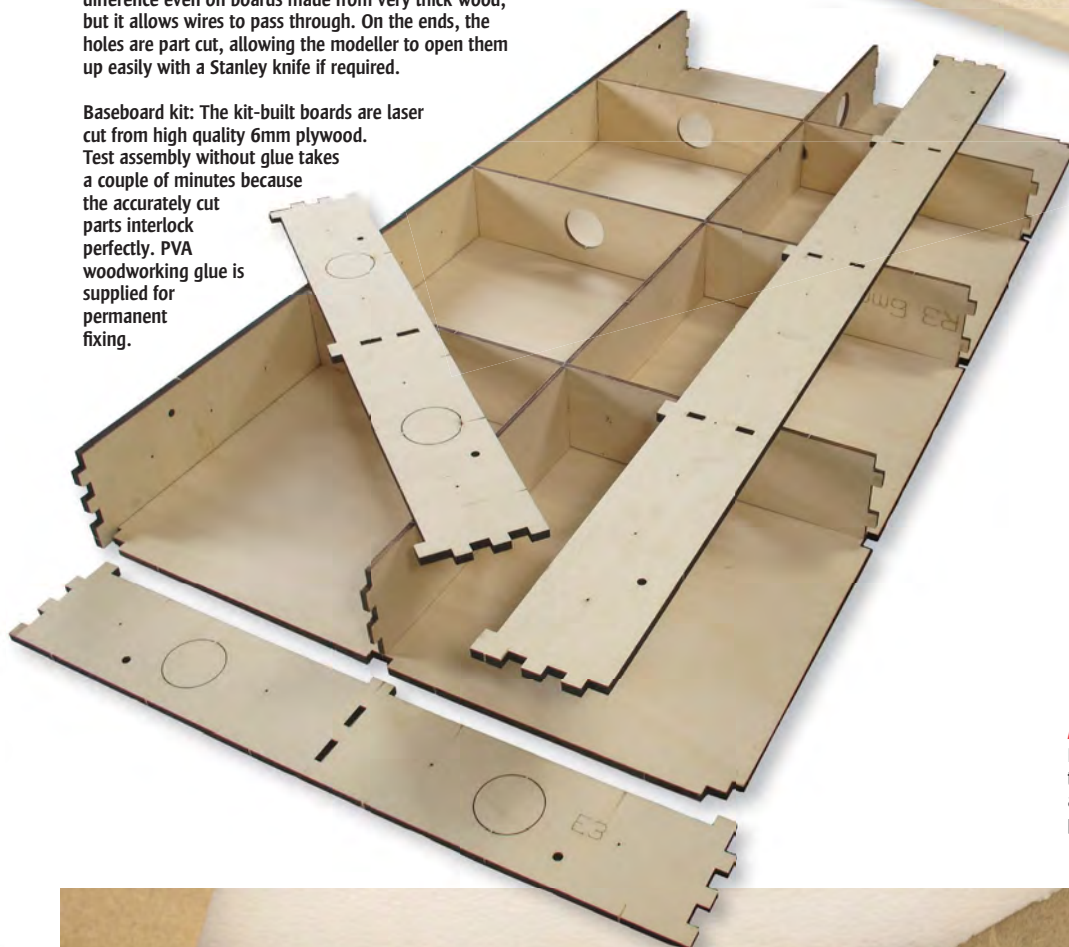 difference even on boards made from very thick wood,
but it allows wires to pass through. On the ends, the
holes are part cut, allowing the modeller to open them
up easily with a Stanley knife if required.
Baseboard kit: The kit-built boards are laser
cut from high quality 6mm plywood.
Test assembly without glue takes
a couple of minutes because
the accurately cut
parts interlock
perfectly. PVA
woodworking glue is
supplied for
permanent
fixing.
R3 6m
E3